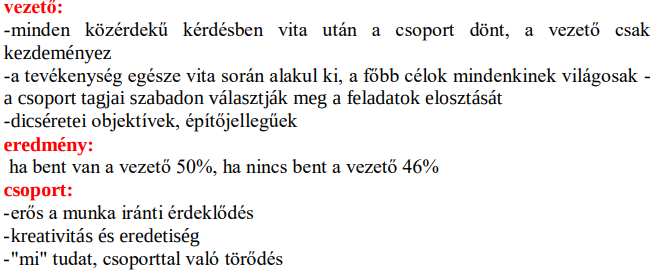 vezető:
-minden közérdekű kérdésben vita után a csoport dönt, a vezető csak
kezdeményez
-a tevékenység egésze vita során alakul ki, a főbb célok mindenkinek világosak -
a csoport tagjai szabadon választják meg a feladatok elosztását
-dicséretei objektívek, építőjellegűek
eredmény:
ha bent van a vezető 50%, ha nincs bent a vezető 46%
csoport:
-erős a munka iránti érdeklődés
-kreativitás és eredetiség
-"mi" tudat, csoporttal való törődés